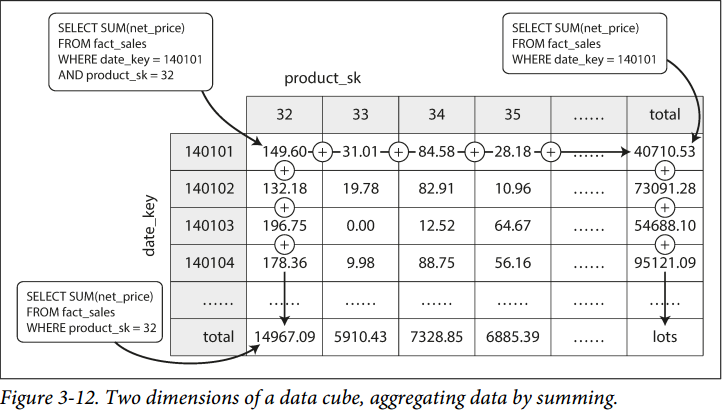 SELECT SUM(net_price)
FROM fact_sales
WHERE date_key = 140101
AND product_sk = 32
SELECT SUM(net_price)
FROM fact_sales
WHERE date_key = 140101
product_sk
32 33 34 35 ...... total
140101 149.60 + 31.01 + 84.58 + 28.18 + ...... 40710.53
+ +
140102 132.18 19.78 82.91 10.96 ...... 73091.28
+ +
140103 196.75 0.00 12.52 64.67 ...... 54688.10
+ +
140104 178.36 9.98 88.75 56.16 ...... 95121.09
...... ...... ...... ......
total 14967.09 5910.43 7328.85 6885.39 ...... lots
date_key
SELECT SUM(net_price)
FROM fact_sales
WHERE product_sk = 32
Figure 3-12. Two dimensions of a data cube, aggregating data by summing.